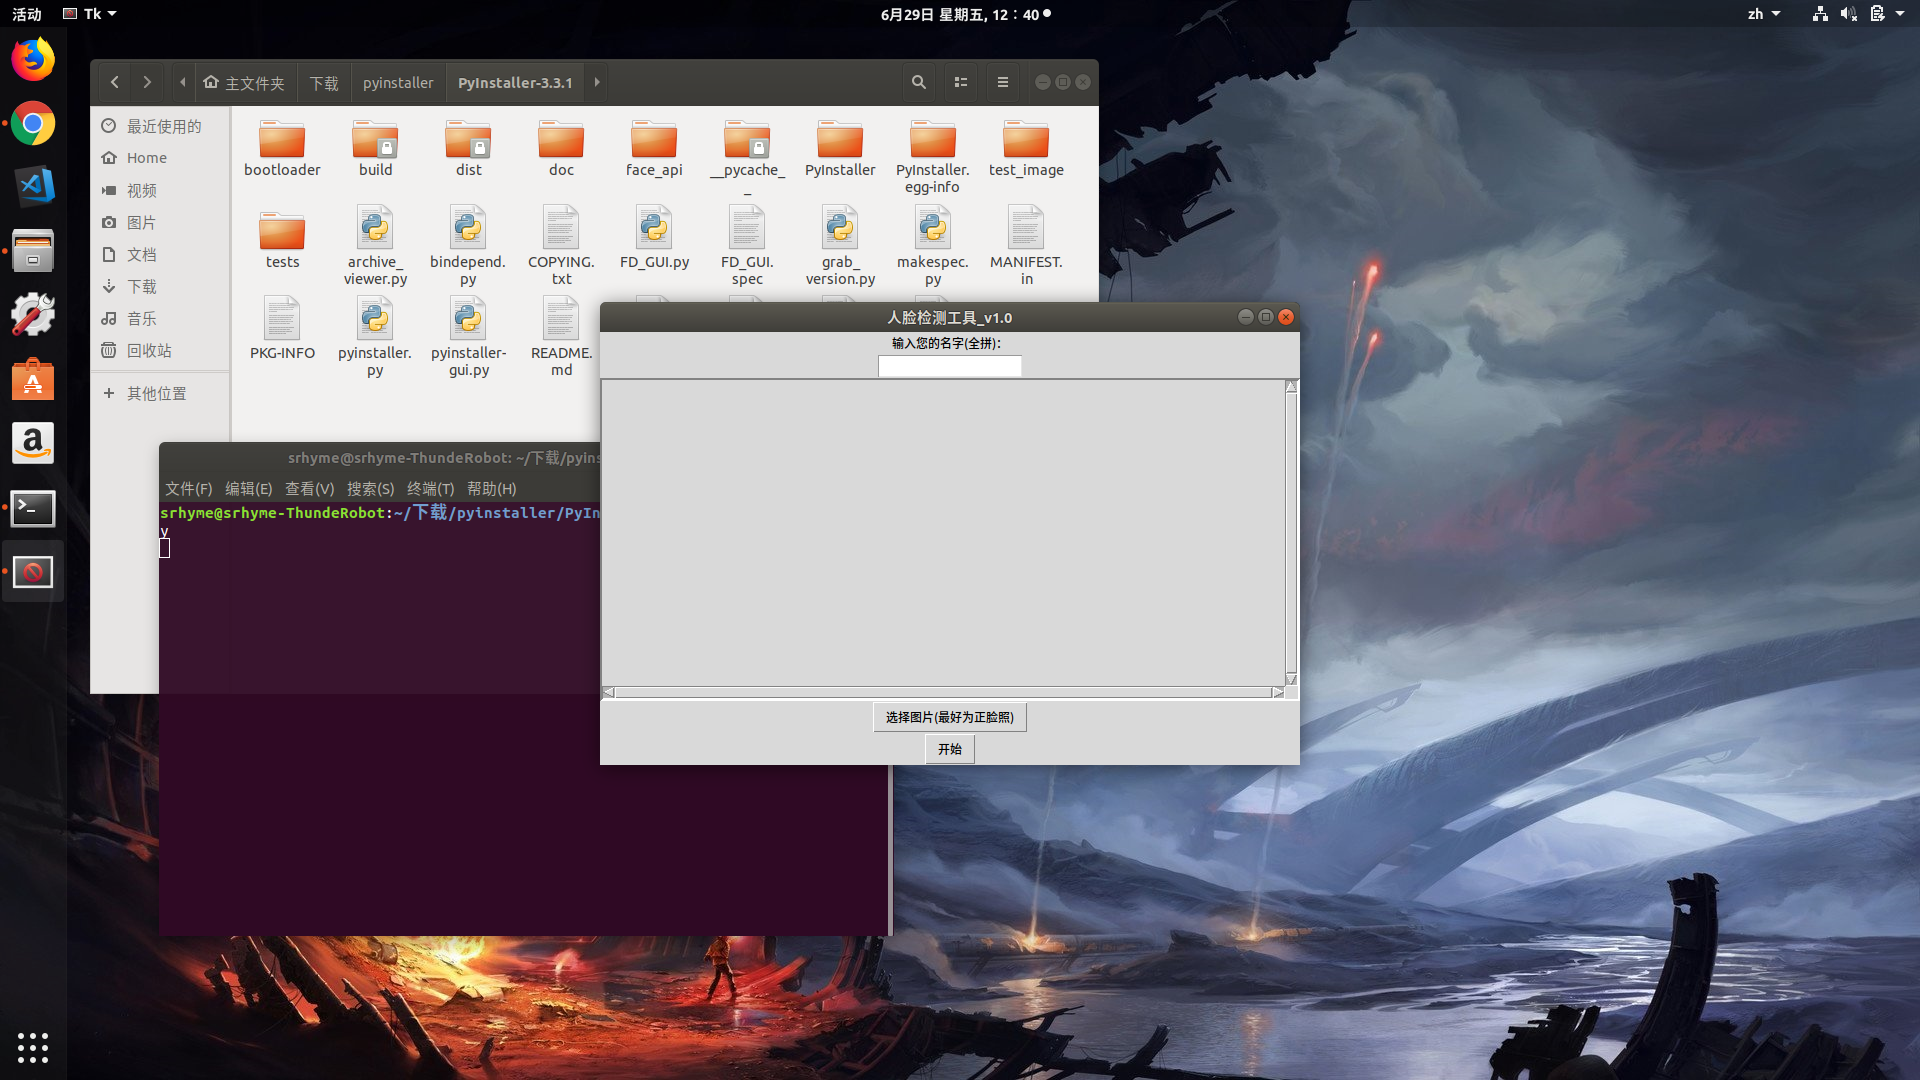 活动 Tk 6月29日 星期五, 12：40 zh
主文件夹 下载 pyinstaller PyInstaller-3.3.1
最近使用的
Home
视频
图片
文档
下载
音乐
回收站
其他位置
bootloader build dist doc face_api __pycache_ PyInstaller PyInstaller. test_image
_ egg-info
tests archive_ bindepend. COPYING. FD_GUI.py FD_GUI. grab_ makespec. MANIFEST.
viewer.py py txt spec version.py py in
PKG-INFO pyinstaller. pyinstaller- README.
py gui.py md
srhyme@srhyme-ThundeRobot: ~/下载/pyins
文件(F) 编辑(E) 查看(V) 搜索(S) 终端(T) 帮助(H)
srhyme@srhyme-ThundeRobot:~/下载/pyinstaller/PyIn
y
人脸检测工具_v1.0
输入您的名字(全拼)：
选择图片(最好为正脸照)
开始